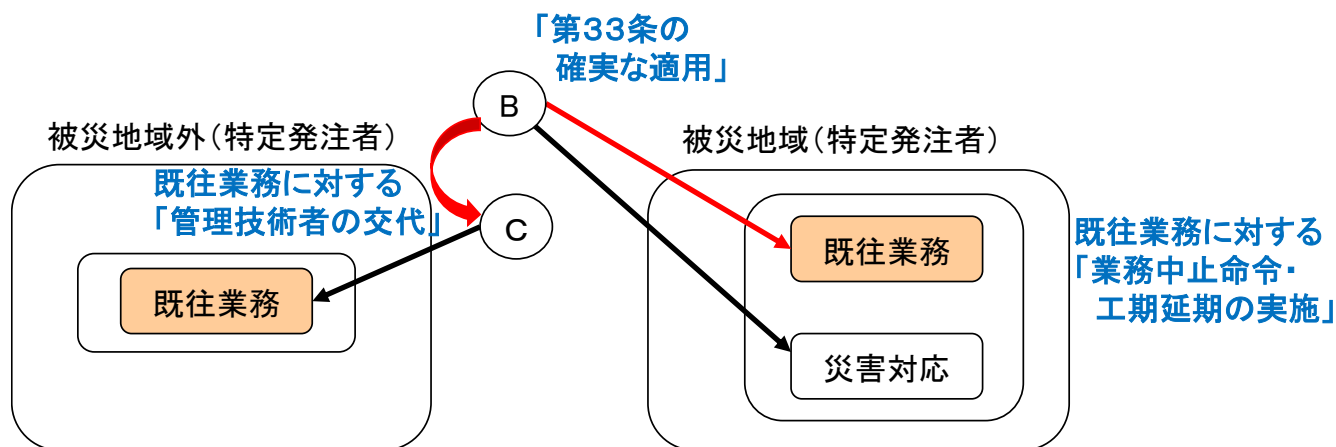 「第33条の
確実な適用」
B
被災地域外(特定発注者)
被災地域(特定発注者)
既往業務に対する
「管理技術者の交代」
C
既往業務
既往業務
災害対応
既往業務に対する
「業務中止命令・
工期延期の実施」